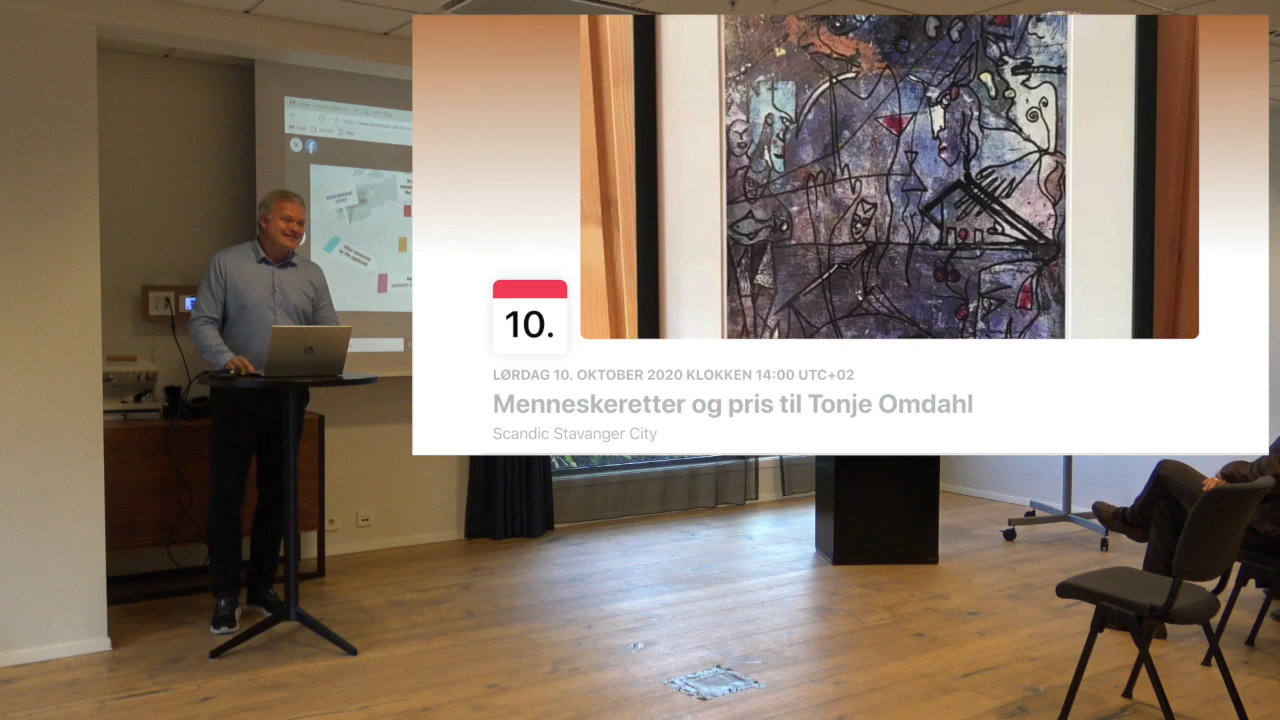 10.
LØRDAG 10. OKTOBER 2020 KLOKKEN 14:00 UTC+02
Menneskeretter og pris til Tonje Omdahl
Scandic Stavanger City